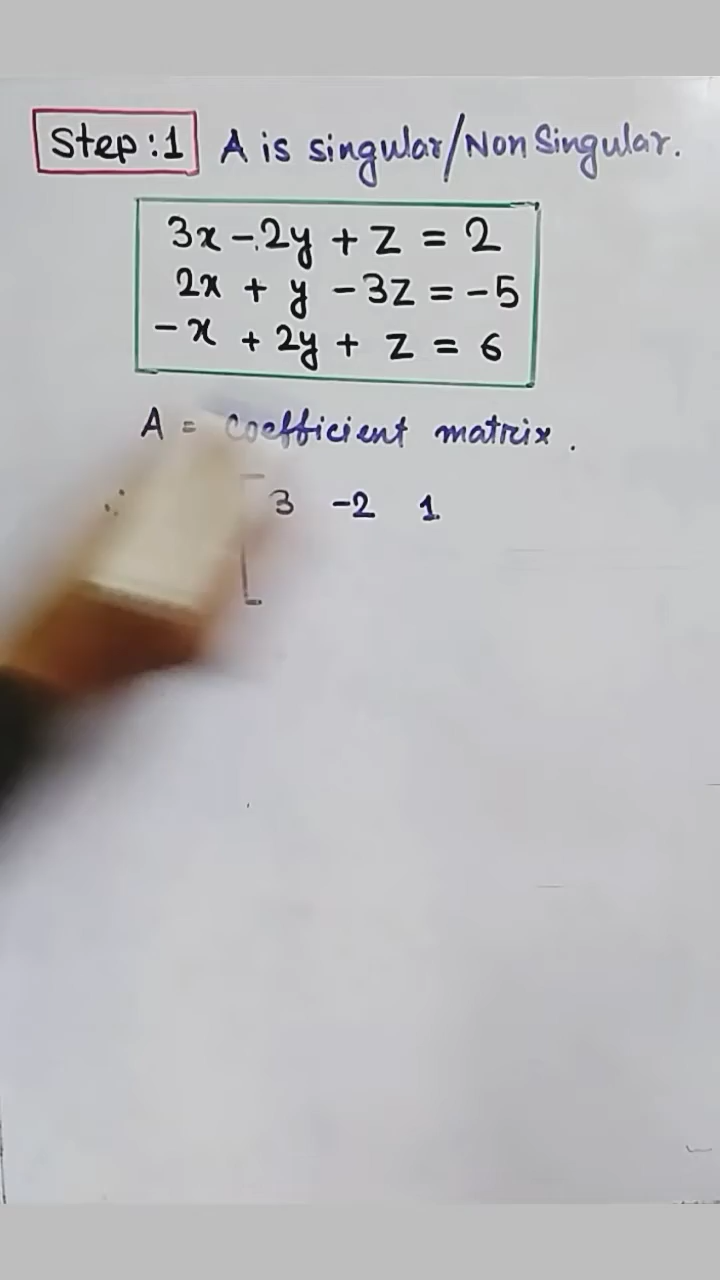 Step:1 A is singular/Non Singular.
3x - 2y + z = 2
2x + y - 3z = -5
-x + 2y + z = 6
A = coefficient matrix.
∴ 3 -2 1